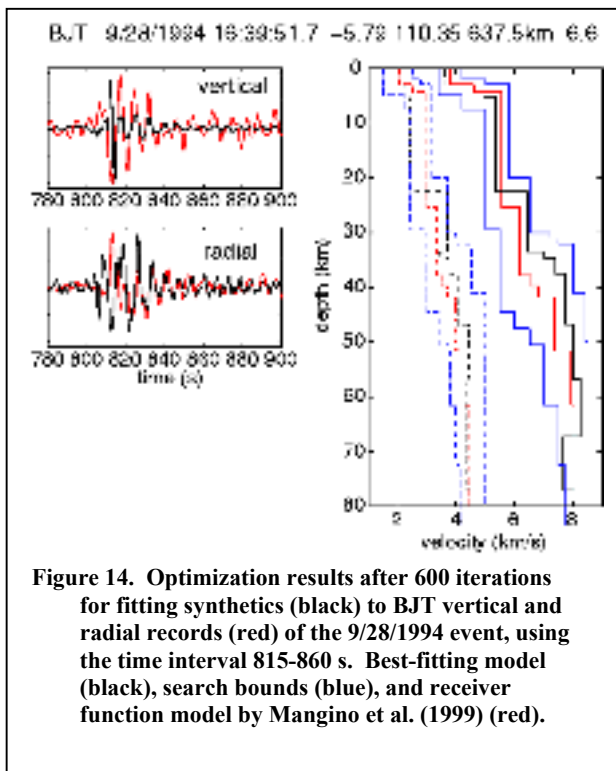 BJT 9/28/1994 16:39:51.7 -5.79 110.35 637.5km 6.6
vertical
780 800 820 840 860 880 900
radial
780 800 820 840 860 880 900
time (s)
0
10
20
30
40
50
60
70
80
depth (km)
2 4 6 8
velocity (km/s)
Figure 14. Optimization results after 600 iterations
for fitting synthetics (black) to BJT vertical and
radial records (red) of the 9/28/1994 event, using
the time interval 815-860 s. Best-fitting model
(black), search bounds (blue), and receiver
function model by Mangino et al. (1999) (red).